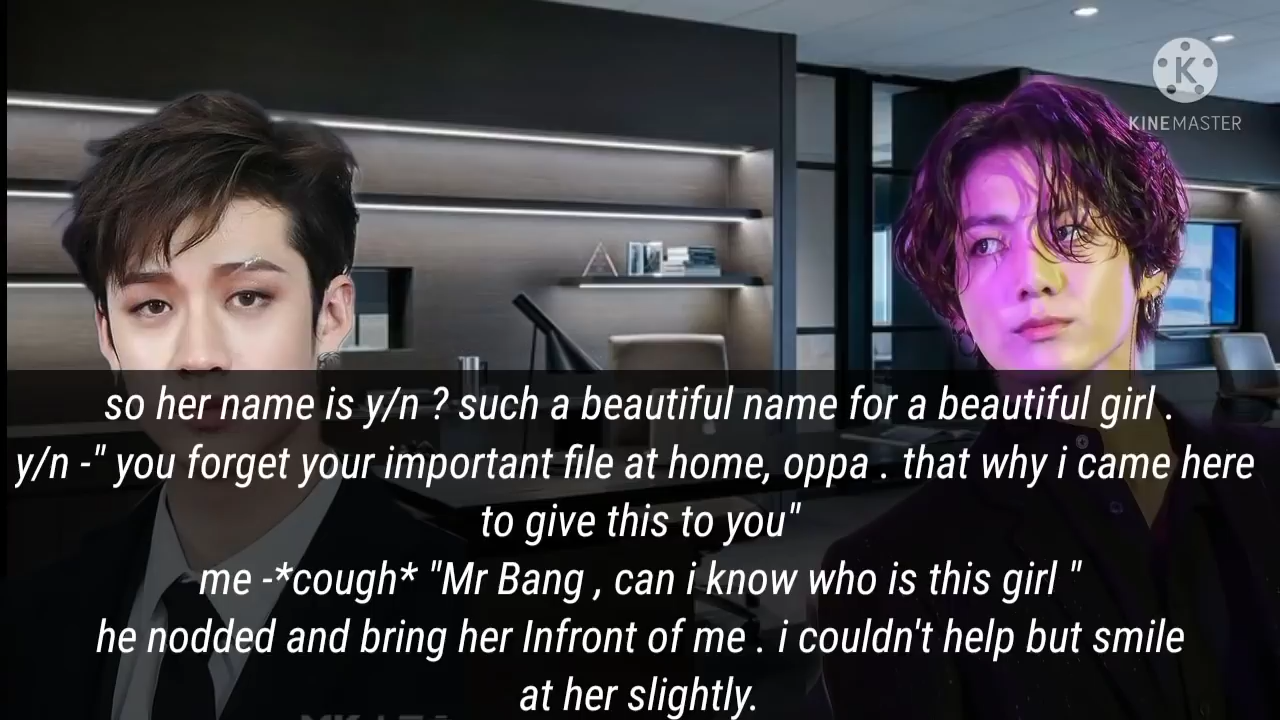 KINEMASTER
so her name is y/n ? such a beautiful name for a beautiful girl .
y/n -" you forget your important file at home, oppa . that why i came here
to give this to you"
me -*cough* "Mr Bang , can i know who is this girl "
he nodded and bring her Infront of me . i couldn't help but smile
at her slightly.